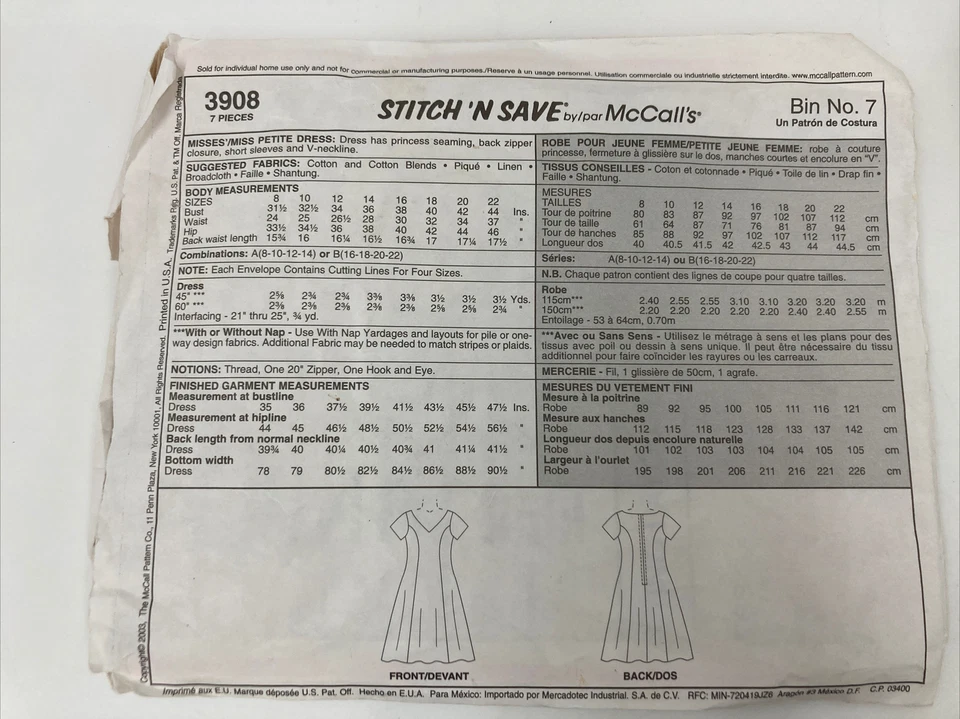 Sold for individual home use only and not for commercial or manufacturing purposes./Reserve à un usage personnel. Utilisation commerciale ou industrielle strictement interdite. www.mccallpattern.com
3908
7 PIECES
STITCH 'N SAVE® by/par McCall's®
Bin No. 7
Un Patrón de Costura
MISSES'/MISS PETITE DRESS: Dress has princess seaming, back zipper
closure, short sleeves and V-neckline.
SUGGESTED FABRICS: Cotton and Cotton Blends • Piqué • Linen •
Broadcloth • Faille • Shantung.
BODY MEASUREMENTS
SIZES 8 10 12 14 16 18 20 22
Bust 31½ 32½ 34 36 38 40 42 44 Ins.
Waist 24 25 26½ 28 30 32 34 37 "
Hip 33½ 34½ 36 38 40 42 44 46 "
Back waist length 15¾ 16 16¼ 16½ 16¾ 17 17¼ 17½ "
Combinations: A(8-10-12-14) or B(16-18-20-22)
NOTE: Each Envelope Contains Cutting Lines For Four Sizes.
Dress
45" *** 2⅝ 2¾ 2¾ 3⅜ 3⅜ 3½ 3½ 3½ Yds.
60" *** 2⅜ 2⅜ 2⅜ 2⅜ 2⅜ 2⅝ 2⅝ 2¾ "
Interfacing - 21" thru 25", ¾ yd.
***With or Without Nap - Use With Nap Yardages and layouts for pile or one-
way design fabrics. Additional Fabric may be needed to match stripes or plaids.
NOTIONS: Thread, One 20" Zipper, One Hook and Eye.
FINISHED GARMENT MEASUREMENTS
Measurement at bustline
Dress 35 36 37½ 39½ 41½ 43½ 45½ 47½ Ins.
Measurement at hipline
Dress 44 45 46½ 48½ 50½ 52½ 54½ 56½ "
Back length from normal neckline
Dress 39¾ 40 40¼ 40½ 40¾ 41 41¼ 41½ "
Bottom width
Dress 78 79 80½ 82½ 84½ 86½ 88½ 90½ "
ROBE POUR JEUNE FEMME/PETITE JEUNE FEMME: robe à couture
princesse, fermeture à glissière sur le dos, manches courtes et encolure en "V".
TISSUS CONSEILLES - Coton et cotonnade • Piqué • Toile de lin • Drap fin •
Faille • Shantung.
MESURES
TAILLES 8 10 12 14 16 18 20 22
Tour de poitrine 80 83 87 92 97 102 107 112 cm
Tour de taille 61 64 67 71 76 81 87 94 cm
Tour de hanches 85 88 92 97 102 107 112 117 cm
Longueur dos 40 40.5 41.5 42 42.5 43 44 44.5 cm
Séries: A(8-10-12-14) ou B(16-18-20-22)
N.B. Chaque patron contient des lignes de coupe pour quatre tailles.
Robe
115cm*** 2.40 2.55 2.55 3.10 3.10 3.20 3.20 3.20 m
150cm*** 2.20 2.20 2.20 2.20 2.20 2.40 2.40 2.55 m
Entoilage - 53 à 64cm, 0.70m
***Avec ou Sans Sens - Utilisez le métrage à sens et les plans pour des
tissus avec poil ou dessin à sens unique. Il peut être nécessaire du tissu
additionnel pour faire coïncider les rayures ou les carreaux.
MERCERIE - Fil, 1 glissière de 50cm, 1 agrafe.
MESURES DU VETEMENT FINI
Mesure à la poitrine
Robe 89 92 95 100 105 111 116 121 cm
Mesure aux hanches
Robe 112 115 118 123 128 133 137 142 cm
Longueur dos depuis encolure naturelle
Robe 101 102 103 103 104 104 105 105 cm
Largeur à l'ourlet
Robe 195 198 201 206 211 216 221 226 cm
FRONT/DEVANT
BACK/DOS
Imprimé aux E.U. Marque déposée U.S. Pat. Off. Hecho en E.U.A. Para México: Importado por Mercadotec Industrial. S.A. de C.V. RFC: MIN-720419JZ6 Aragón #3 México D.F. C.P. 03400
Copyright© 2003, The McCall Pattern Co., 11 Penn Plaza, New York 10001, All Rights Reserved. Printed in U.S.A. Trademarks Reg. U.S. Pat. & TM Off. Marca Registrada